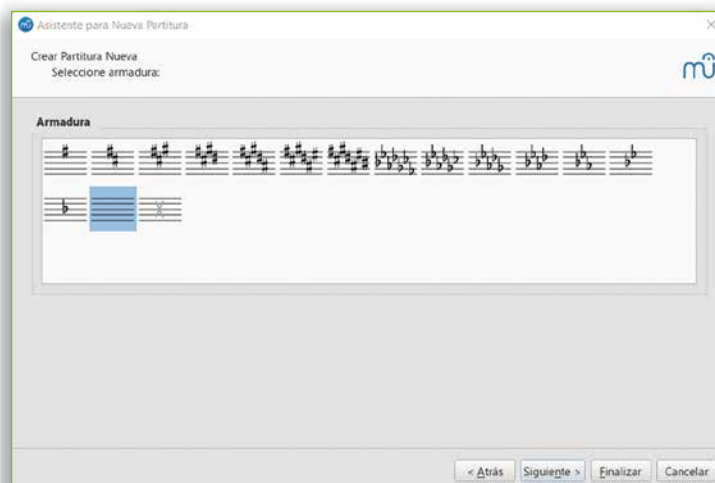 Asistente para Nueva Partitura
Crear Partitura Nueva
Seleccione armadura:
Armadura
< Atrás Siguiente > Finalizar Cancelar